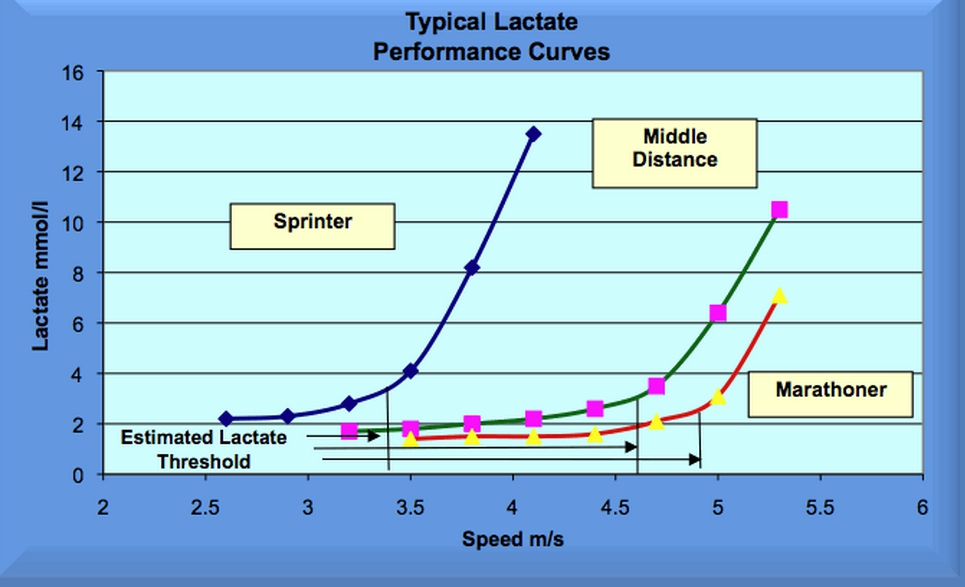 Typical Lactate
Performance Curves
16
14
12
10
8
6
4
2
0
Lactate mmol/l
Sprinter
Middle
Distance
Marathoner
Estimated Lactate
Threshold
2
2.5
3
3.5
4
4.5
5
5.5
6
Speed m/s